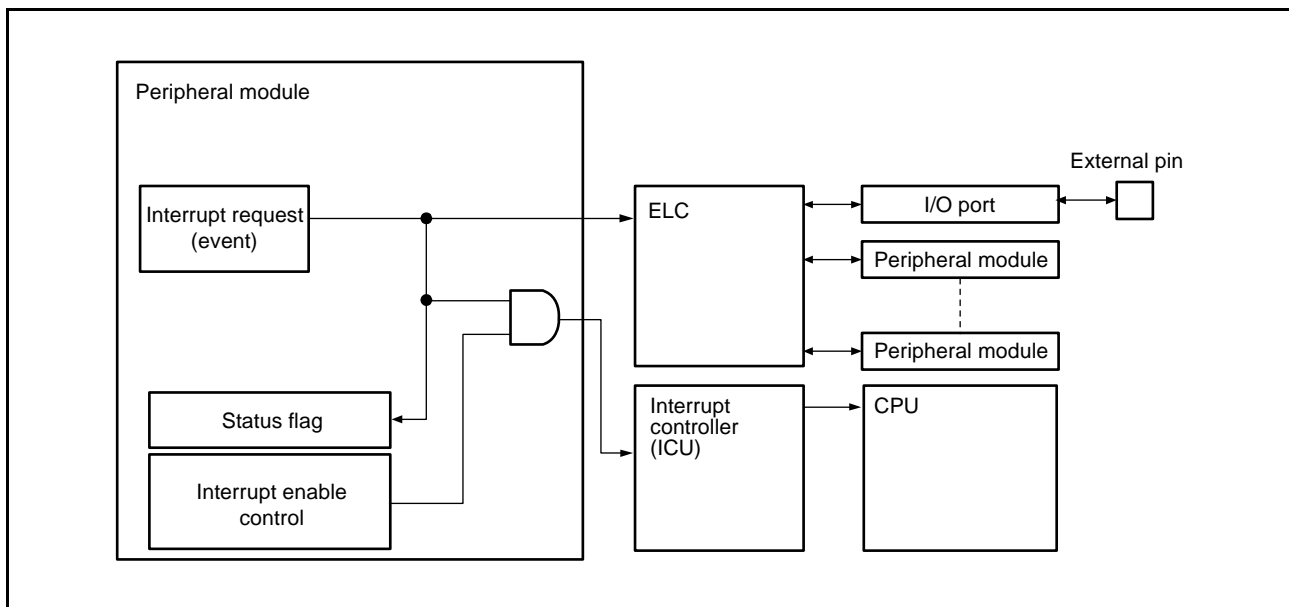 Peripheral module
Interrupt request
(event)
Status flag
Interrupt enable
control
ELC
I/O port
External pin
Peripheral module
Peripheral module
Interrupt
controller
(ICU)
CPU